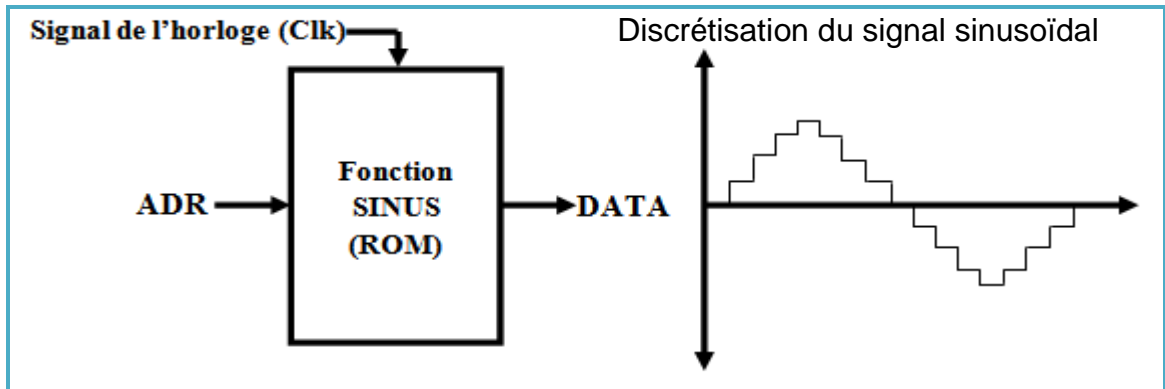 Signal de l'horloge (Clk)
Discrétisation du signal sinusoïdal
Fonction
SINUS
(ROM)
ADR
DATA